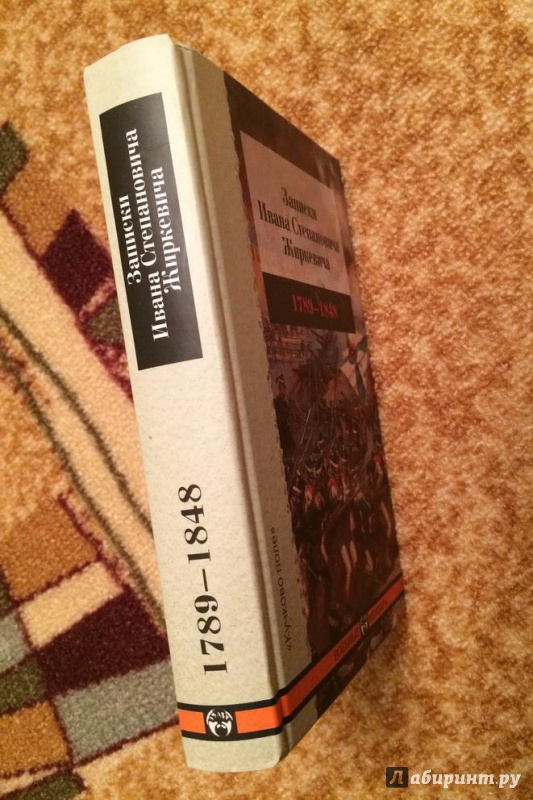 Записки
Ивана Степановича
Жиркевича
1789–1848
Записки
Ивана Степановича
Жиркевича
1789–1848
«Кучково поле»
Лабиринт.ру